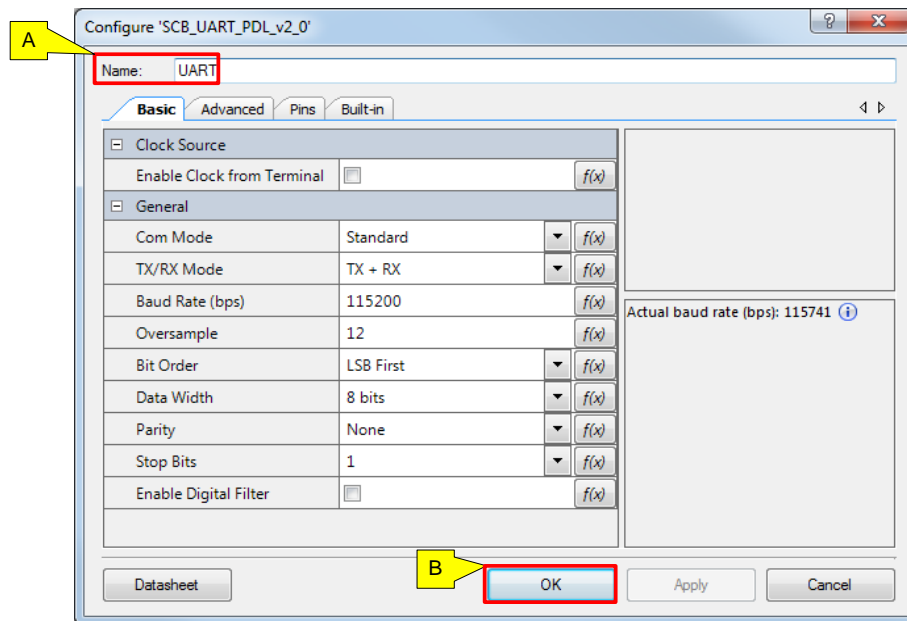 Configure 'SCB_UART_PDL_v2_0'
?
X
A
Name: UART
Basic Advanced Pins Built-in
Clock Source
Enable Clock from Terminal f(x)
General
Com Mode Standard f(x)
TX/RX Mode TX + RX f(x)
Baud Rate (bps) 115200 f(x)
Actual baud rate (bps): 115741 i
Oversample 12 f(x)
Bit Order LSB First f(x)
Data Width 8 bits f(x)
Parity None f(x)
Stop Bits 1 f(x)
Enable Digital Filter f(x)
B
Datasheet OK Apply Cancel